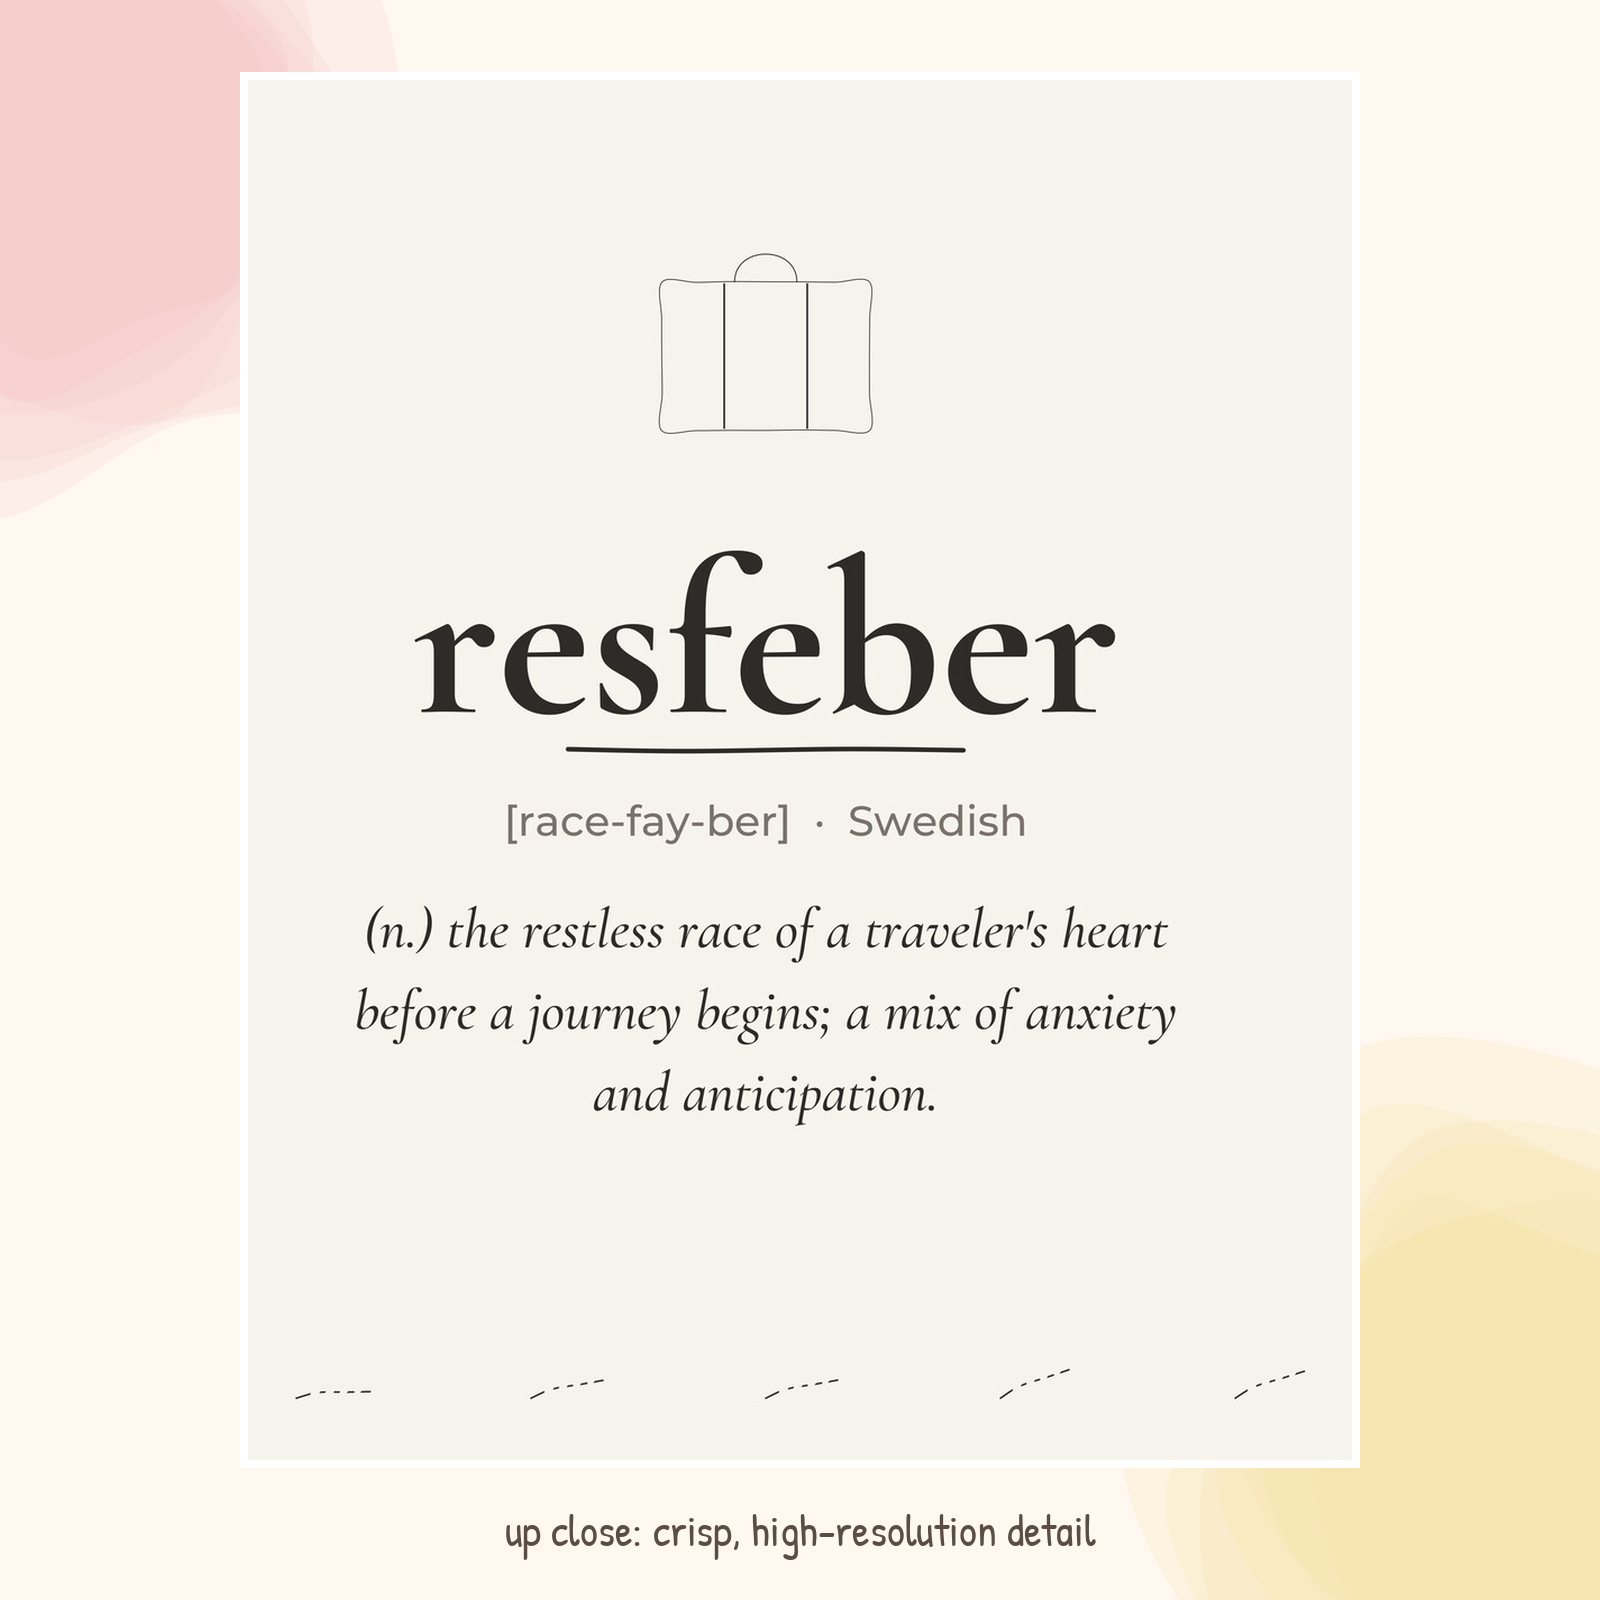 resfeber
[race-fay-ber] · Swedish
(n.) the restless race of a traveler's heart
before a journey begins; a mix of anxiety
and anticipation.
up close: crisp, high-resolution detail